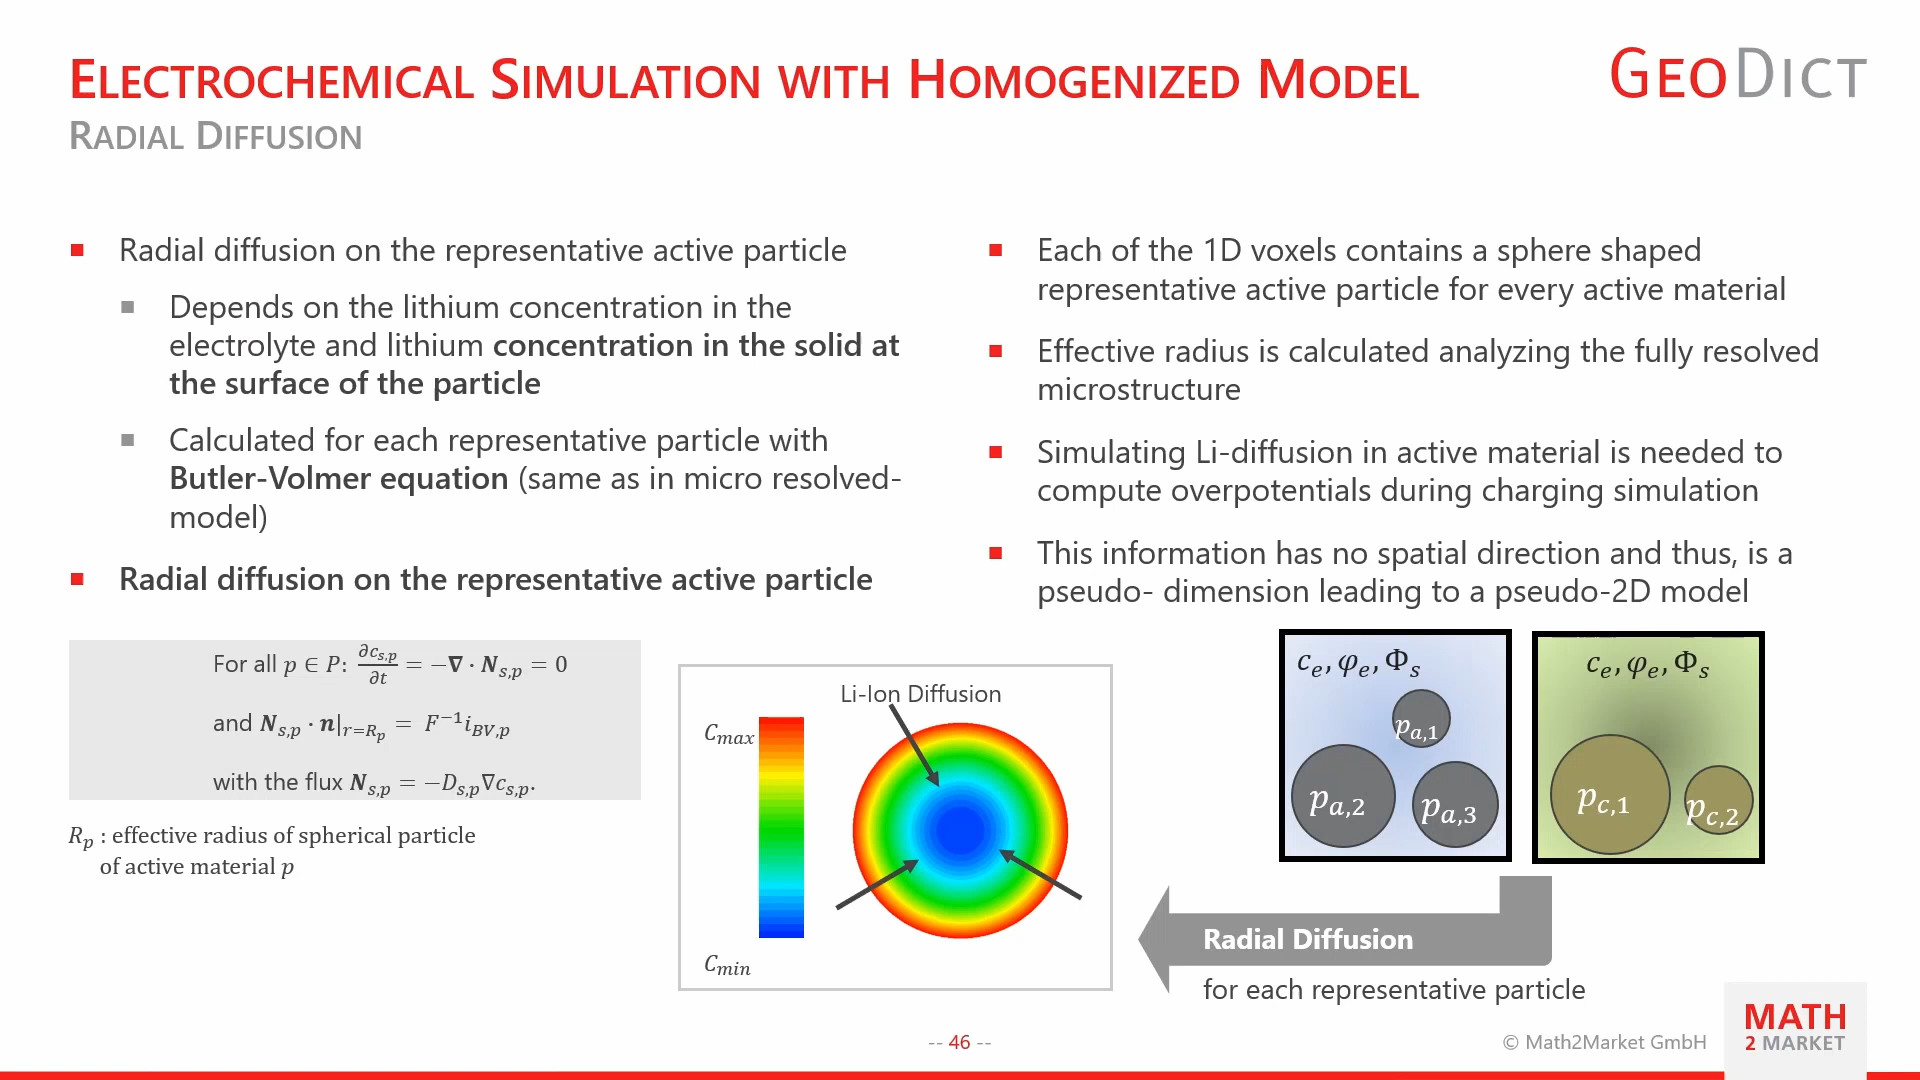 ELECTROCHEMICAL SIMULATION WITH HOMOGENIZED MODEL
GEODICT
RADIAL DIFFUSION
Radial diffusion on the representative active particle
Depends on the lithium concentration in the
electrolyte and lithium concentration in the solid at
the surface of the particle
Calculated for each representative particle with
Butler-Volmer equation (same as in micro resolved-
model)
Radial diffusion on the representative active particle
For all p ∈ P: ∂c_{s,p}/∂t = −∇ · N_{s,p} = 0
and N_{s,p} · n|_{r=R_p} = F^{−1} i_{BV,p}
with the flux N_{s,p} = −D_{s,p}∇c_{s,p}.
R_p : effective radius of spherical particle
of active material p
Each of the 1D voxels contains a sphere shaped
representative active particle for every active material
Effective radius is calculated analyzing the fully resolved
microstructure
Simulating Li-diffusion in active material is needed to
compute overpotentials during charging simulation
This information has no spatial direction and thus, is a
pseudo- dimension leading to a pseudo-2D model
Li-Ion Diffusion
C_{max}
C_{min}
c_e, φ_e, Φ_s
p_{a,1}
p_{a,2}
p_{a,3}
c_e, φ_e, Φ_s
p_{c,1}
p_{c,2}
Radial Diffusion
for each representative particle
-- 46 --
© Math2Market GmbH
MATH
2 MARKET